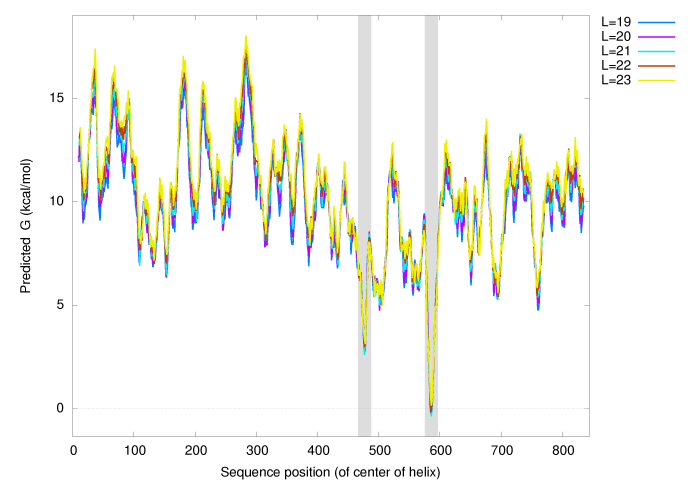 L=19
L=20
L=21
L=22
L=23
15
10
5
0
Predicted G (kcal/mol)
0 100 200 300 400 500 600 700 800
Sequence position (of center of helix)